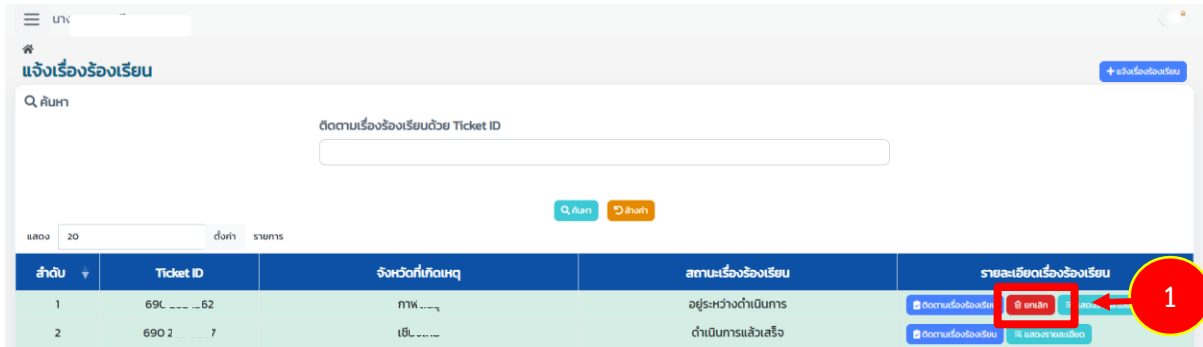 แจ้งเรื่องร้องเรียน
+ แจ้งเรื่องร้องเรียน
ค้นหา
ติดตามเรื่องร้องเรียนด้วย Ticket ID
ค้นหา ล้างค่า
แสดง 20 ตั้งค่า รายการ
ลำดับ Ticket ID จังหวัดที่เกิดเหตุ สถานะเรื่องร้องเรียน รายละเอียดเรื่องร้องเรียน
1 อยู่ระหว่างดำเนินการ ติดตามเรื่องร้องเรียน ยกเลิก 1
2 ดำเนินการแล้วเสร็จ ติดตามเรื่องร้องเรียน แสดงรายละเอียด